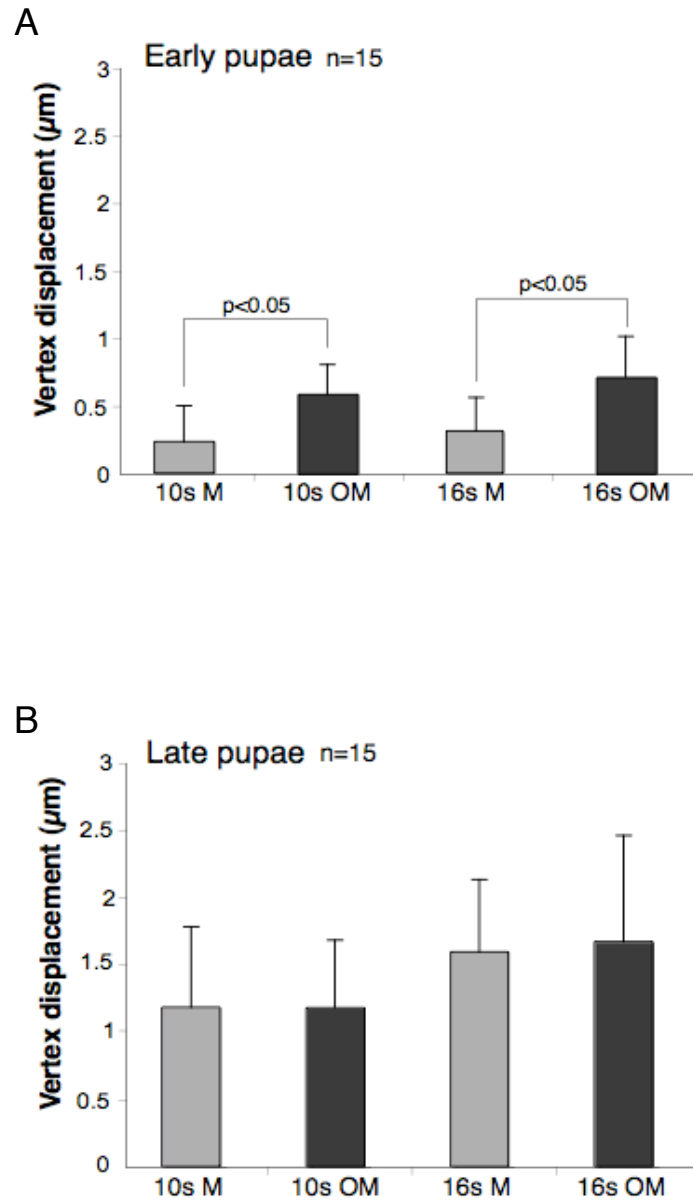 A
Early pupae n=15
Vertex displacement (µm)
3
2.5
2
1.5
1
0.5
0
p<0.05
p<0.05
10s M
10s OM
16s M
16s OM
B
Late pupae n=15
Vertex displacement (µm)
3
2.5
2
1.5
1
0.5
0
10s M
10s OM
16s M
16s OM